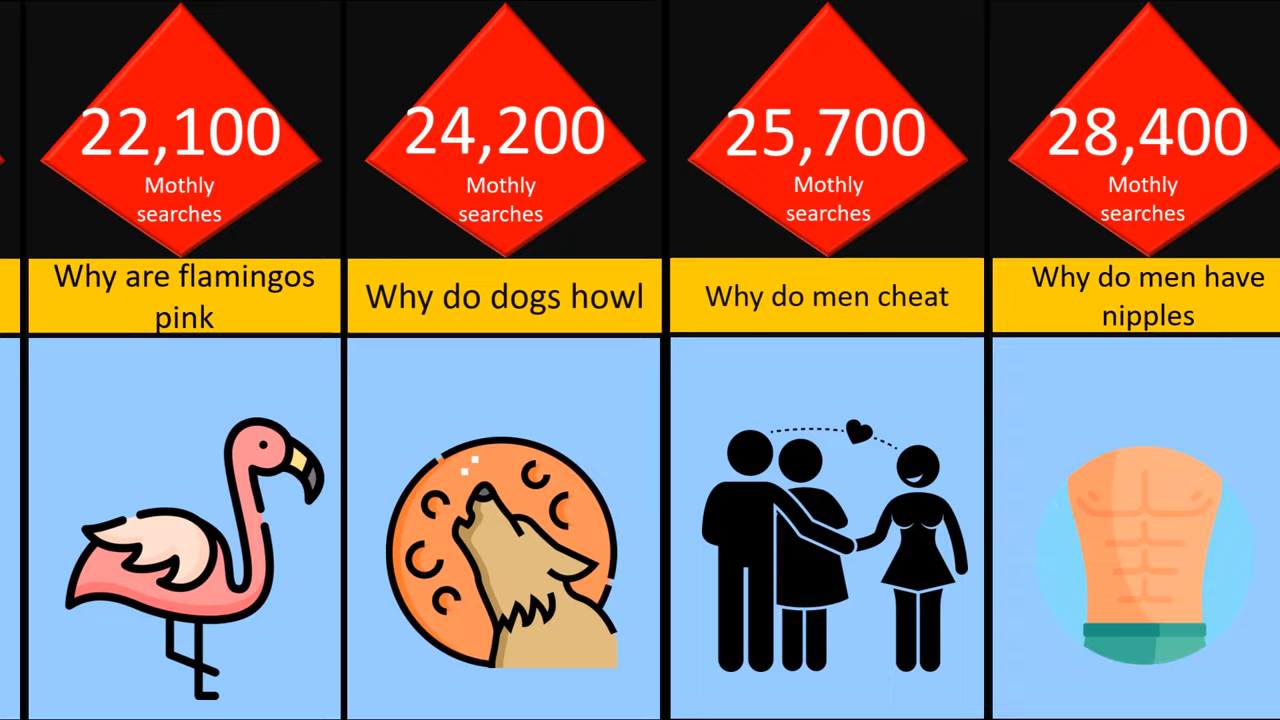 22,100
Mothly
searches
Why are flamingos
pink
24,200
Mothly
searches
Why do dogs howl
25,700
Mothly
searches
Why do men cheat
28,400
Mothly
searches
Why do men have
nipples